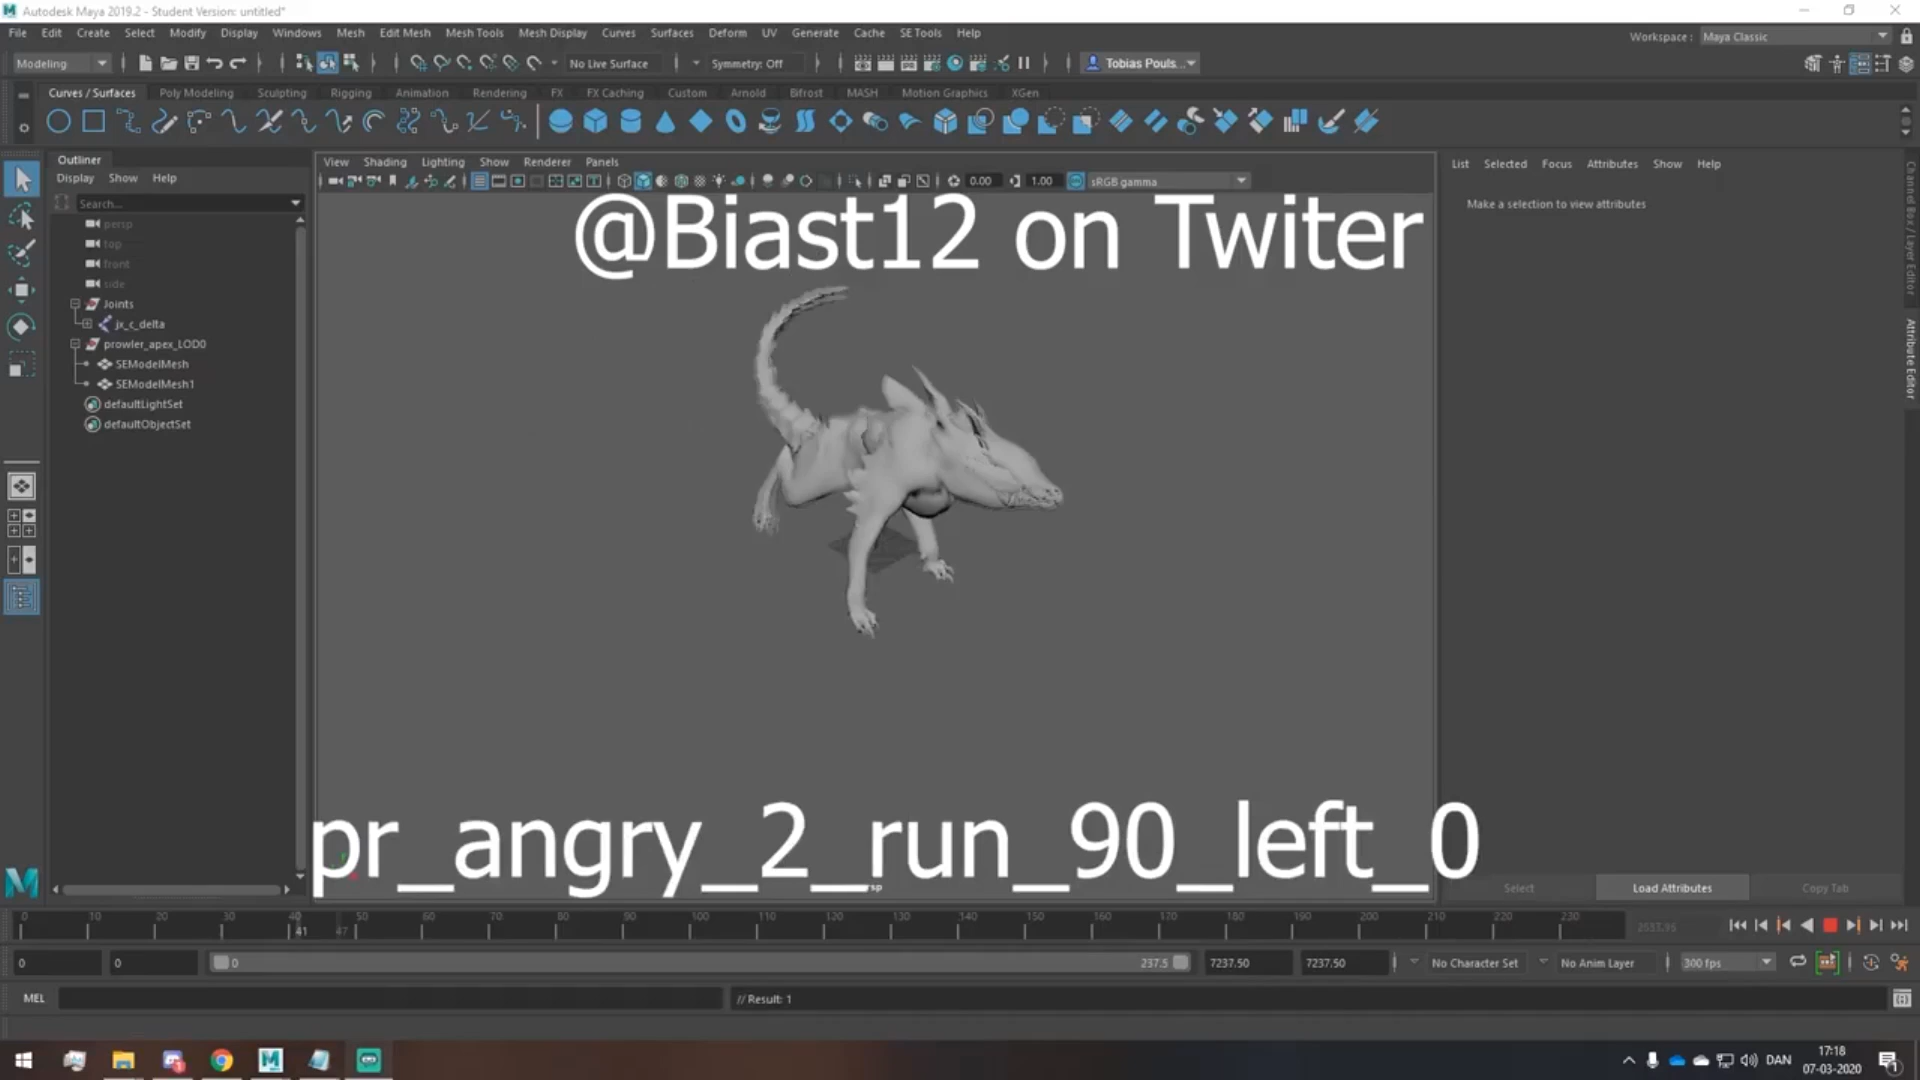 Autodesk Maya 2019.2 - Student Version: untitled*
File Edit Create Select Modify Display Windows Mesh Edit Mesh Mesh Tools Mesh Display Curves Surfaces Deform UV Generate Cache Arnold SE Tools Help
Workspace : Maya Classic
Modeling No Live Surface Symmetry: Off Tobias Pouls...
Curves / Surfaces Poly Modeling Sculpting Rigging Animation Rendering FX FX Caching Custom Arnold Bifrost MASH Motion Graphics XGen
Outliner
Display Show Help
Search...
persp
top
front
side
Joints
jx_c_delta
prowler_apex_LOD0
SEModelMesh
SEModelMesh1
defaultLightSet
defaultObjectSet
View Shading Lighting Show Renderer Panels
0.00 1.00 sRGB gamma
@Biast12 on Twiter
pr_angry_2_run_90_left_0
List Selected Focus Attributes Show Help
Make a selection to view attributes
Channel Box / Layer Editor
Attribute Editor
Select Load Attributes Copy Tab
0 10 20 30 40 50 60 70 80 90 100 110 120 130 140 150 160 170 180 190 200 210 220 230
41 47
0 0 0 237.5 7237.50 7237.50 No Character Set No Anim Layer 300 fps
MEL // Result: 1
DAN
17:18
07-03-2020